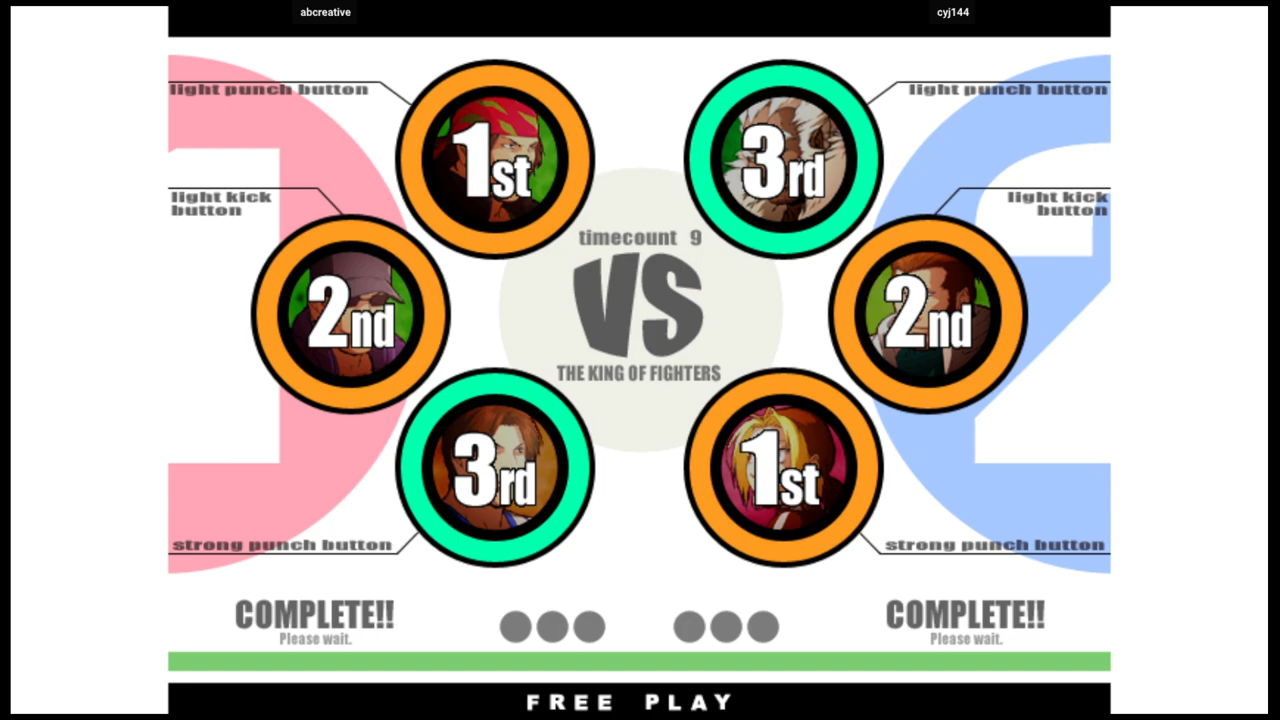 abcreative
cyj144
light punch button
light punch button
1st
3rd
light kick
button
light kick
button
timecount 9
VS
THE KING OF FIGHTERS
2nd
2nd
3rd
1st
strong punch button
strong punch button
COMPLETE!!
Please wait.
COMPLETE!!
Please wait.
FREE PLAY
1
2